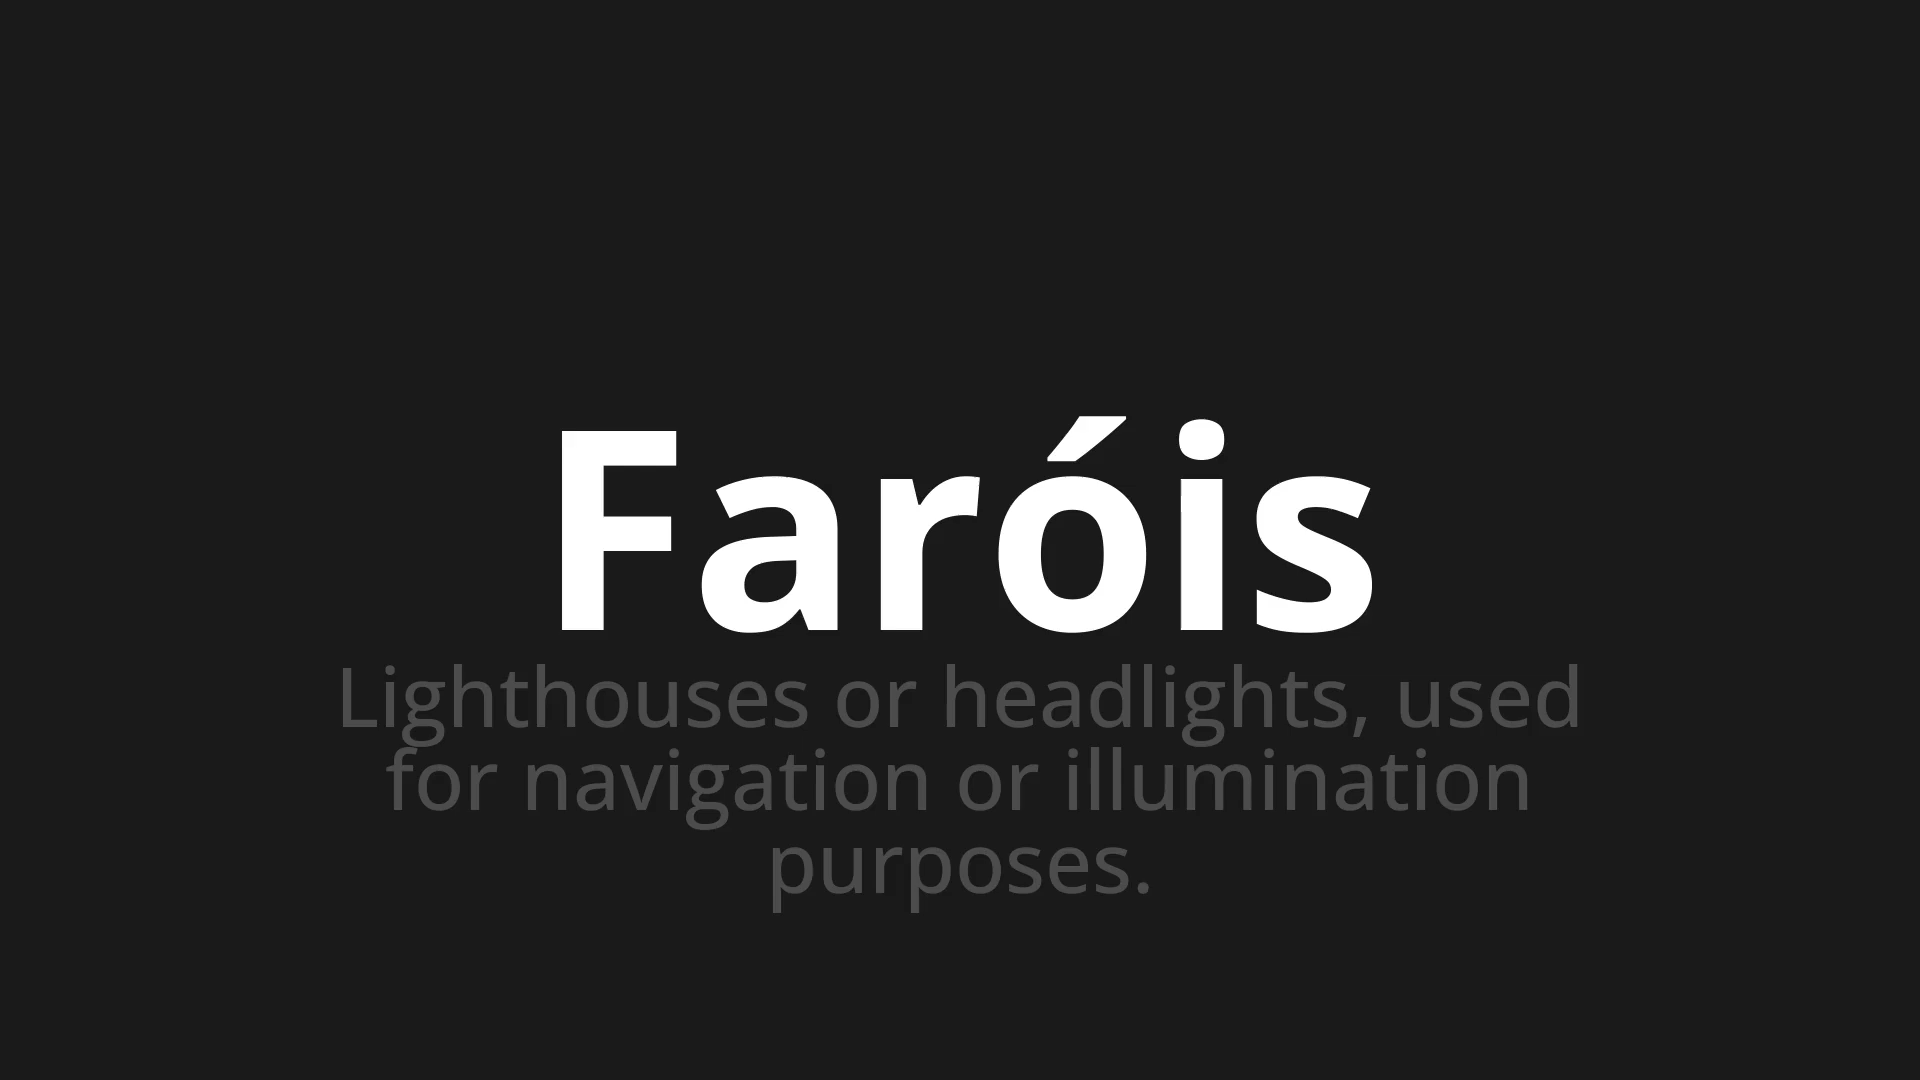 Faróis
Lighthouses or headlights, used
for navigation or illumination
purposes.